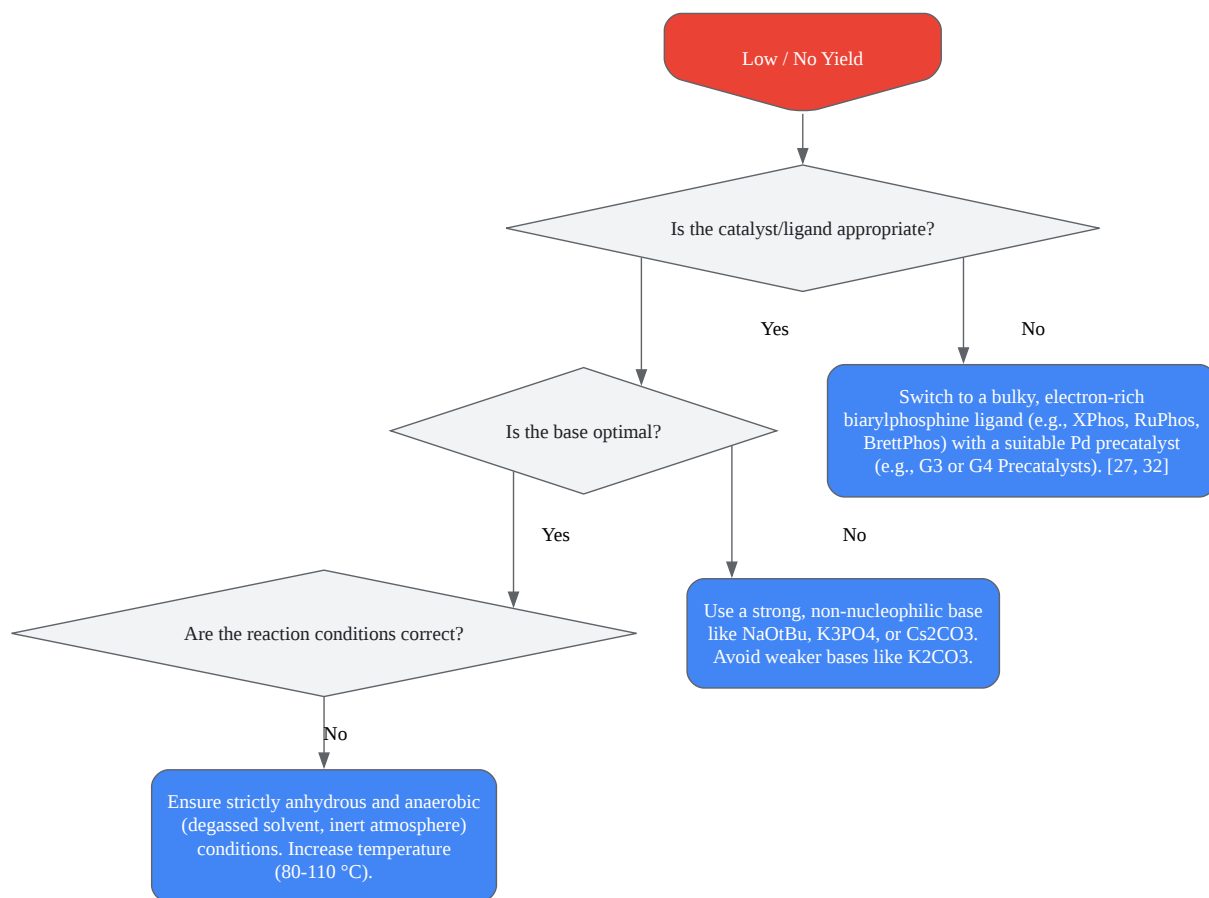 Low / No Yield
Is the catalyst/ligand appropriate?
Yes
No
Switch to a bulky, electron-rich
biarylphosphine ligand (e.g., XPhos, RuPhos,
BrettPhos) with a suitable Pd precatalyst
(e.g., G3 or G4 Precatalysts). [27, 32]
Is the base optimal?
Yes
No
Use a strong, non-nucleophilic base
like NaOtBu, K3PO4, or Cs2CO3.
Avoid weaker bases like K2CO3.
Are the reaction conditions correct?
No
Ensure strictly anhydrous and anaerobic
(degassed solvent, inert atmosphere)
conditions. Increase temperature
(80-110 °C).